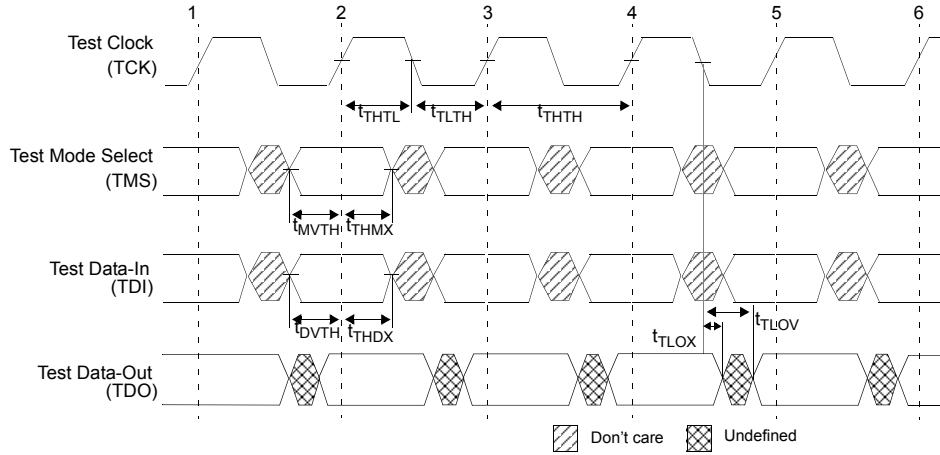 1 2 3 4 5 6
Test Clock
(TCK)
tTHTL tTLTH tTHTH
Test Mode Select
(TMS)
tMVTH tTHMX
Test Data-In
(TDI)
tDVTH tTHDX
tTLOX tTLOV
Test Data-Out
(TDO)
Don't care Undefined